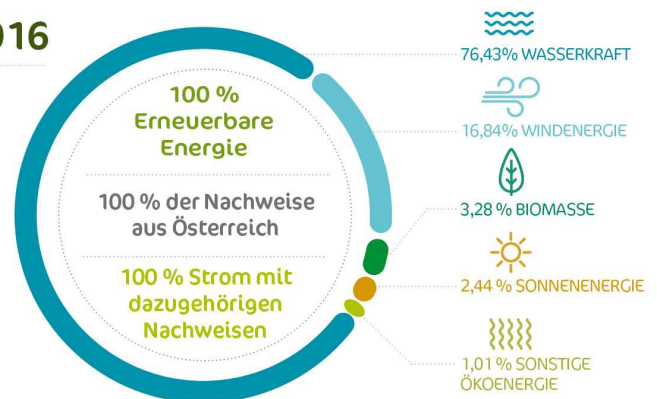 016
100 %
Erneuerbare
Energie
100 % der Nachweise
aus Österreich
100 % Strom mit
dazugehörigen
Nachweisen
76,43% WASSERKRAFT
16,84% WINDENERGIE
3,28 % BIOMASSE
2,44 % SONNENENERGIE
1,01 % SONSTIGE
ÖKOENERGIE